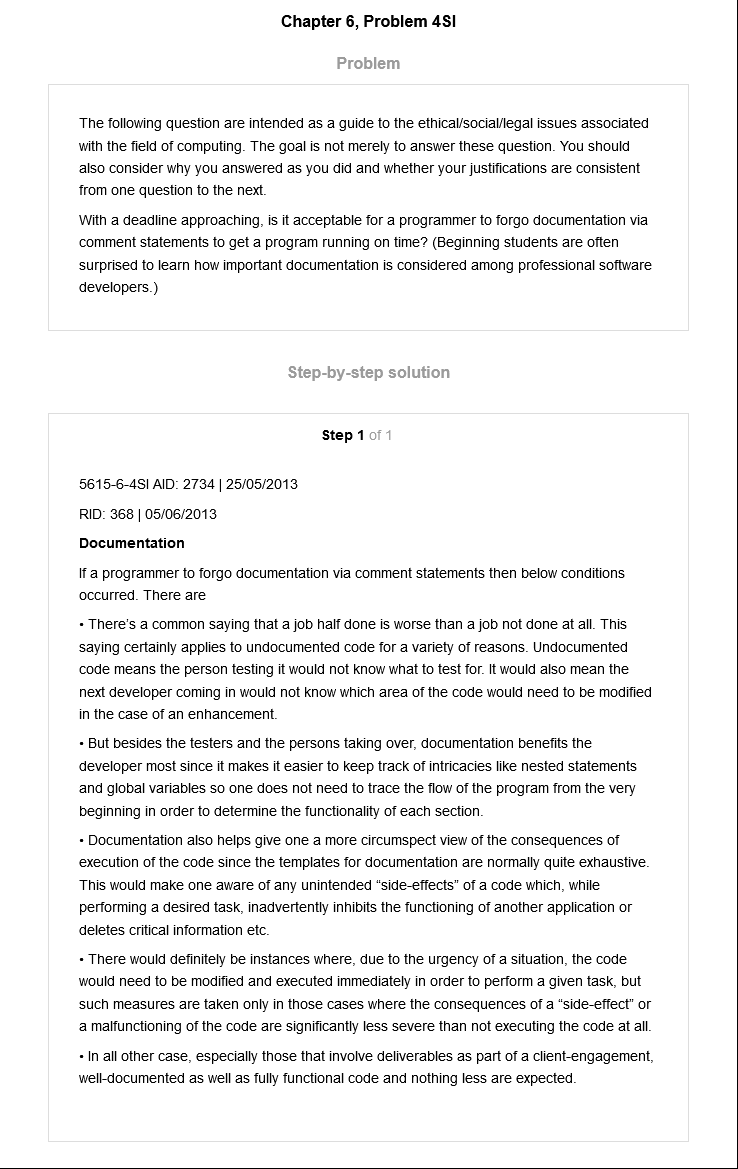 Chapter 6, Problem 4SI
Problem
The following question are intended as a guide to the ethical/social/legal issues associated
with the field of computing. The goal is not merely to answer these question. You should
also consider why you answered as you did and whether your justifications are consistent
from one question to the next.
With a deadline approaching, is it acceptable for a programmer to forgo documentation via
comment statements to get a program running on time? (Beginning students are often
surprised to learn how important documentation is considered among professional software
developers.)
Step-by-step solution
Step 1 of 1
5615-6-4SI AID: 2734 | 25/05/2013
RID: 368 | 05/06/2013
Documentation
If a programmer to forgo documentation via comment statements then below conditions
occurred. There are
• There's a common saying that a job half done is worse than a job not done at all. This
saying certainly applies to undocumented code for a variety of reasons. Undocumented
code means the person testing it would not know what to test for. It would also mean the
next developer coming in would not know which area of the code would need to be modified
in the case of an enhancement.
• But besides the testers and the persons taking over, documentation benefits the
developer most since it makes it easier to keep track of intricacies like nested statements
and global variables so one does not need to trace the flow of the program from the very
beginning in order to determine the functionality of each section.
• Documentation also helps give one a more circumspect view of the consequences of
execution of the code since the templates for documentation are normally quite exhaustive.
This would make one aware of any unintended “side-effects” of a code which, while
performing a desired task, inadvertently inhibits the functioning of another application or
deletes critical information etc.
• There would definitely be instances where, due to the urgency of a situation, the code
would need to be modified and executed immediately in order to perform a given task, but
such measures are taken only in those cases where the consequences of a “side-effect” or
a malfunctioning of the code are significantly less severe than not executing the code at all.
• In all other case, especially those that involve deliverables as part of a client-engagement,
well-documented as well as fully functional code and nothing less are expected.